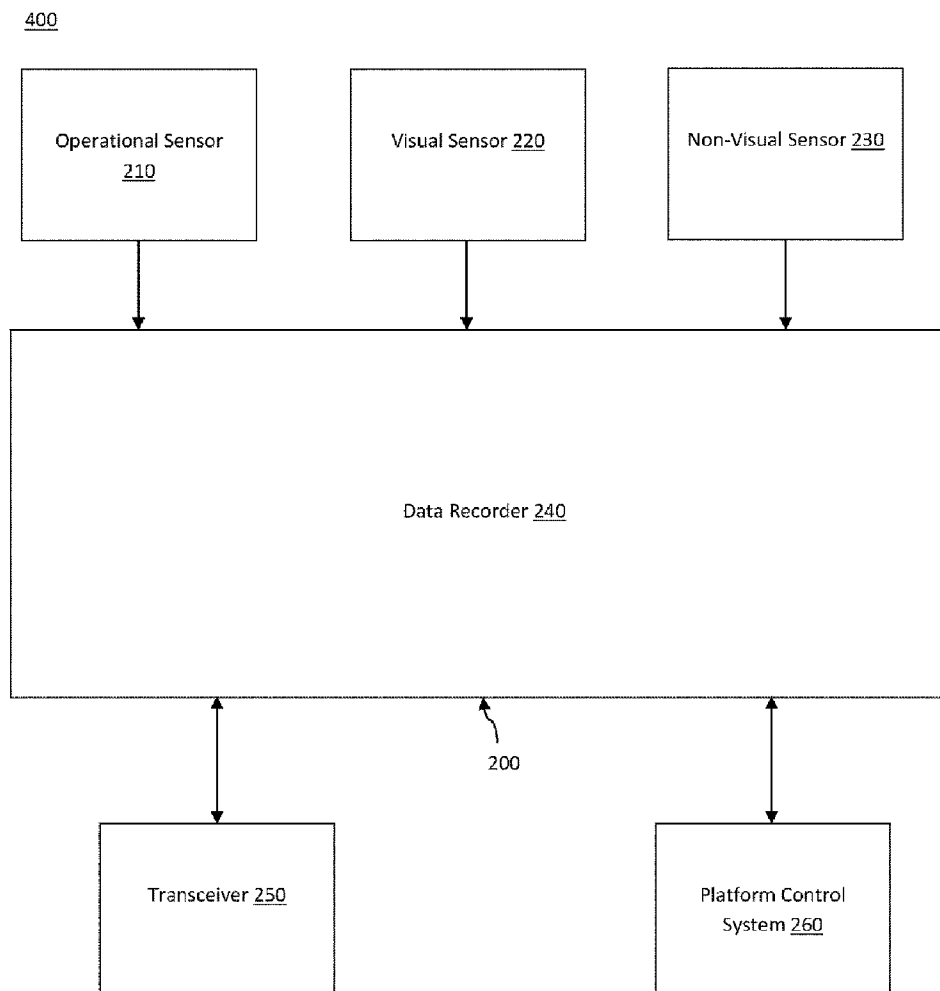 400
Operational Sensor
210
Visual Sensor 220
Non-Visual Sensor 230
Data Recorder 240
200
Transceiver 250
Platform Control
System 260